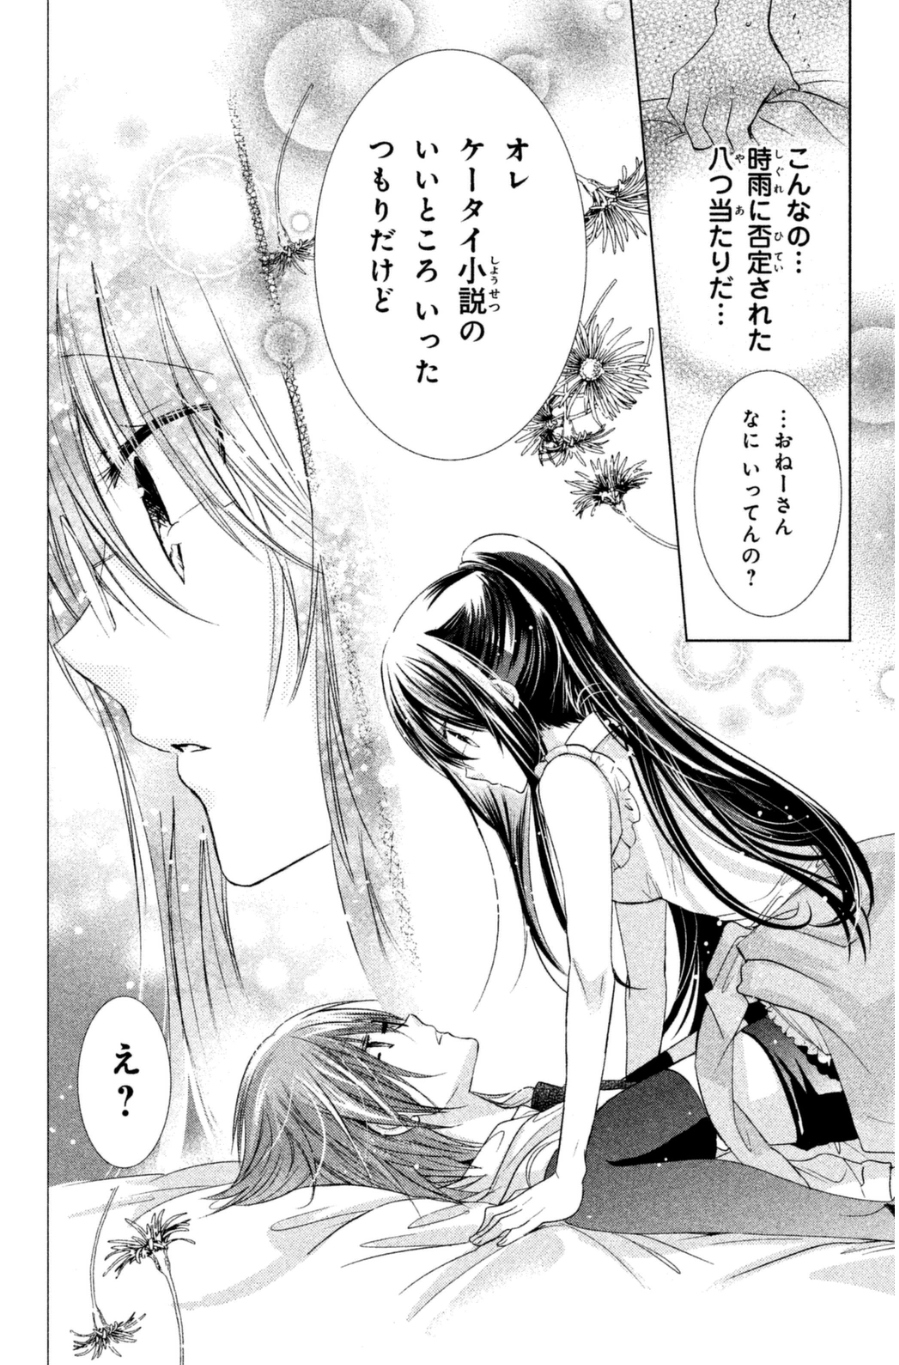 こんなの…
時雨に否定された
八つ当たりだ…
…おねーさん
なに いってんの?
オレ
ケータイ小説の
いいところ いった
つもりだけど
え?